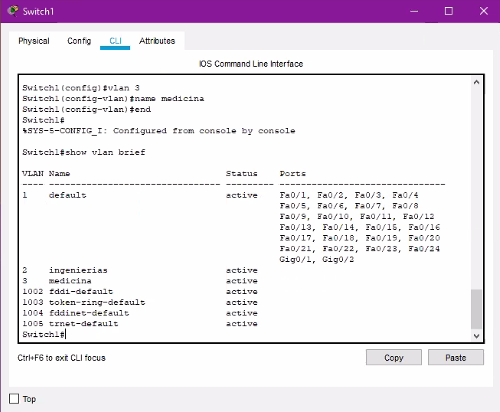 Switch1
Physical Config CLI Attributes
IOS Command Line Interface
Switch1(config)#vlan 3
Switch1(config-vlan)#name medicina
Switch1(config-vlan)#end
Switch1#
%SYS-5-CONFIG_I: Configured from console by console
Switch1#show vlan brief
VLAN Name Status Ports
---- -------------------------------- --------- -------------------------------
1 default active Fa0/1, Fa0/2, Fa0/3, Fa0/4
Fa0/5, Fa0/6, Fa0/7, Fa0/8
Fa0/9, Fa0/10, Fa0/11, Fa0/12
Fa0/13, Fa0/14, Fa0/15, Fa0/16
Fa0/17, Fa0/18, Fa0/19, Fa0/20
Fa0/21, Fa0/22, Fa0/23, Fa0/24
Gig0/1, Gig0/2
2 ingenierias active
3 medicina active
1002 fddi-default active
1003 token-ring-default active
1004 fddinet-default active
1005 trnet-default active
Switch1#
Ctrl+F6 to exit CLI focus
Copy Paste
Top